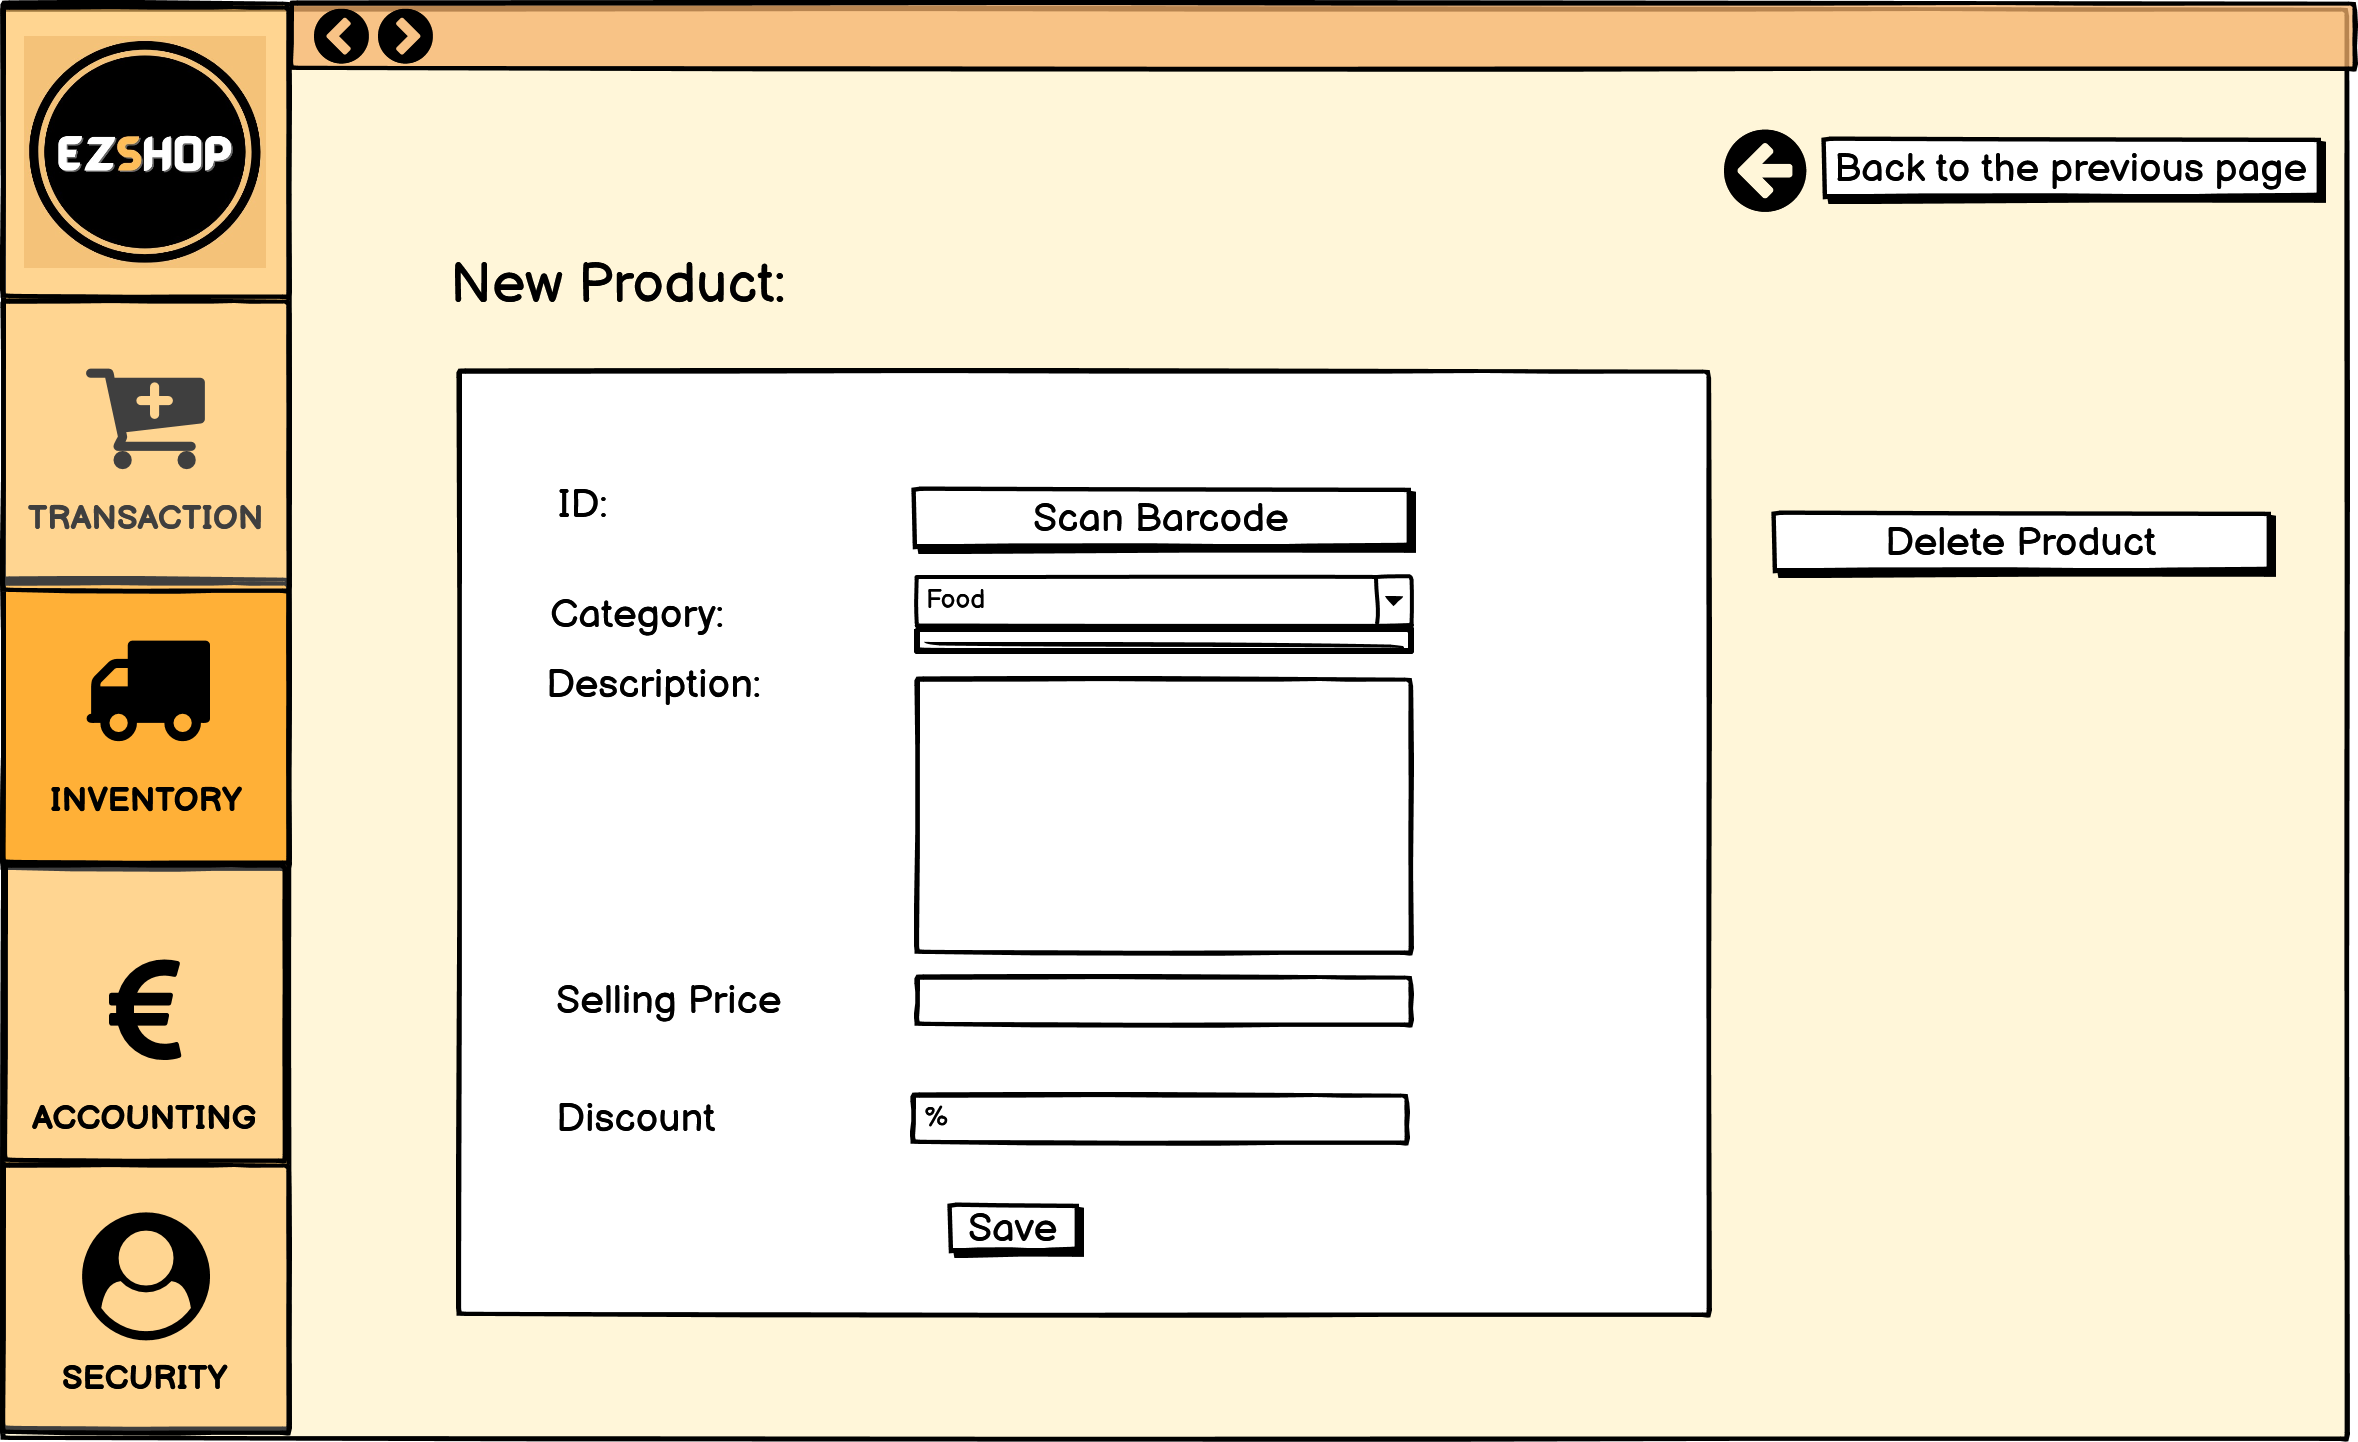 EZSHOP
Back to the previous page
New Product:
TRANSACTION
ID:
Scan Barcode
Delete Product
Category:
Food
Description:
INVENTORY
Selling Price
ACCOUNTING
Discount
%
Save
SECURITY